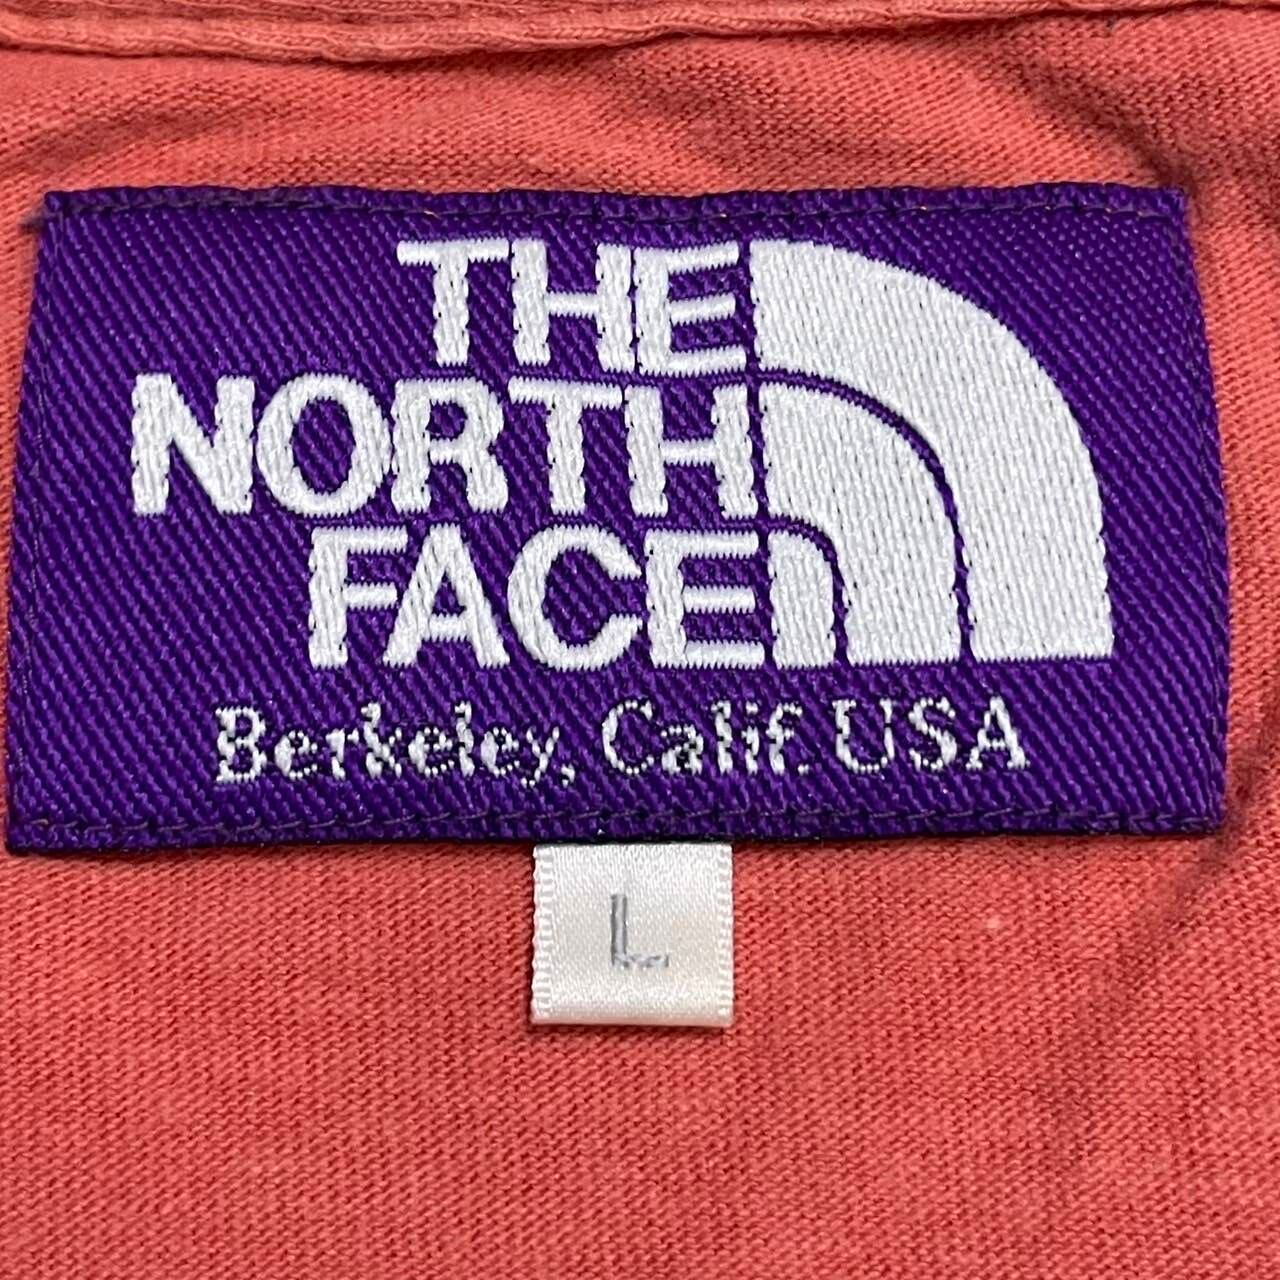 THE
NORTH
FACE
Berkeley, Calif. USA
L